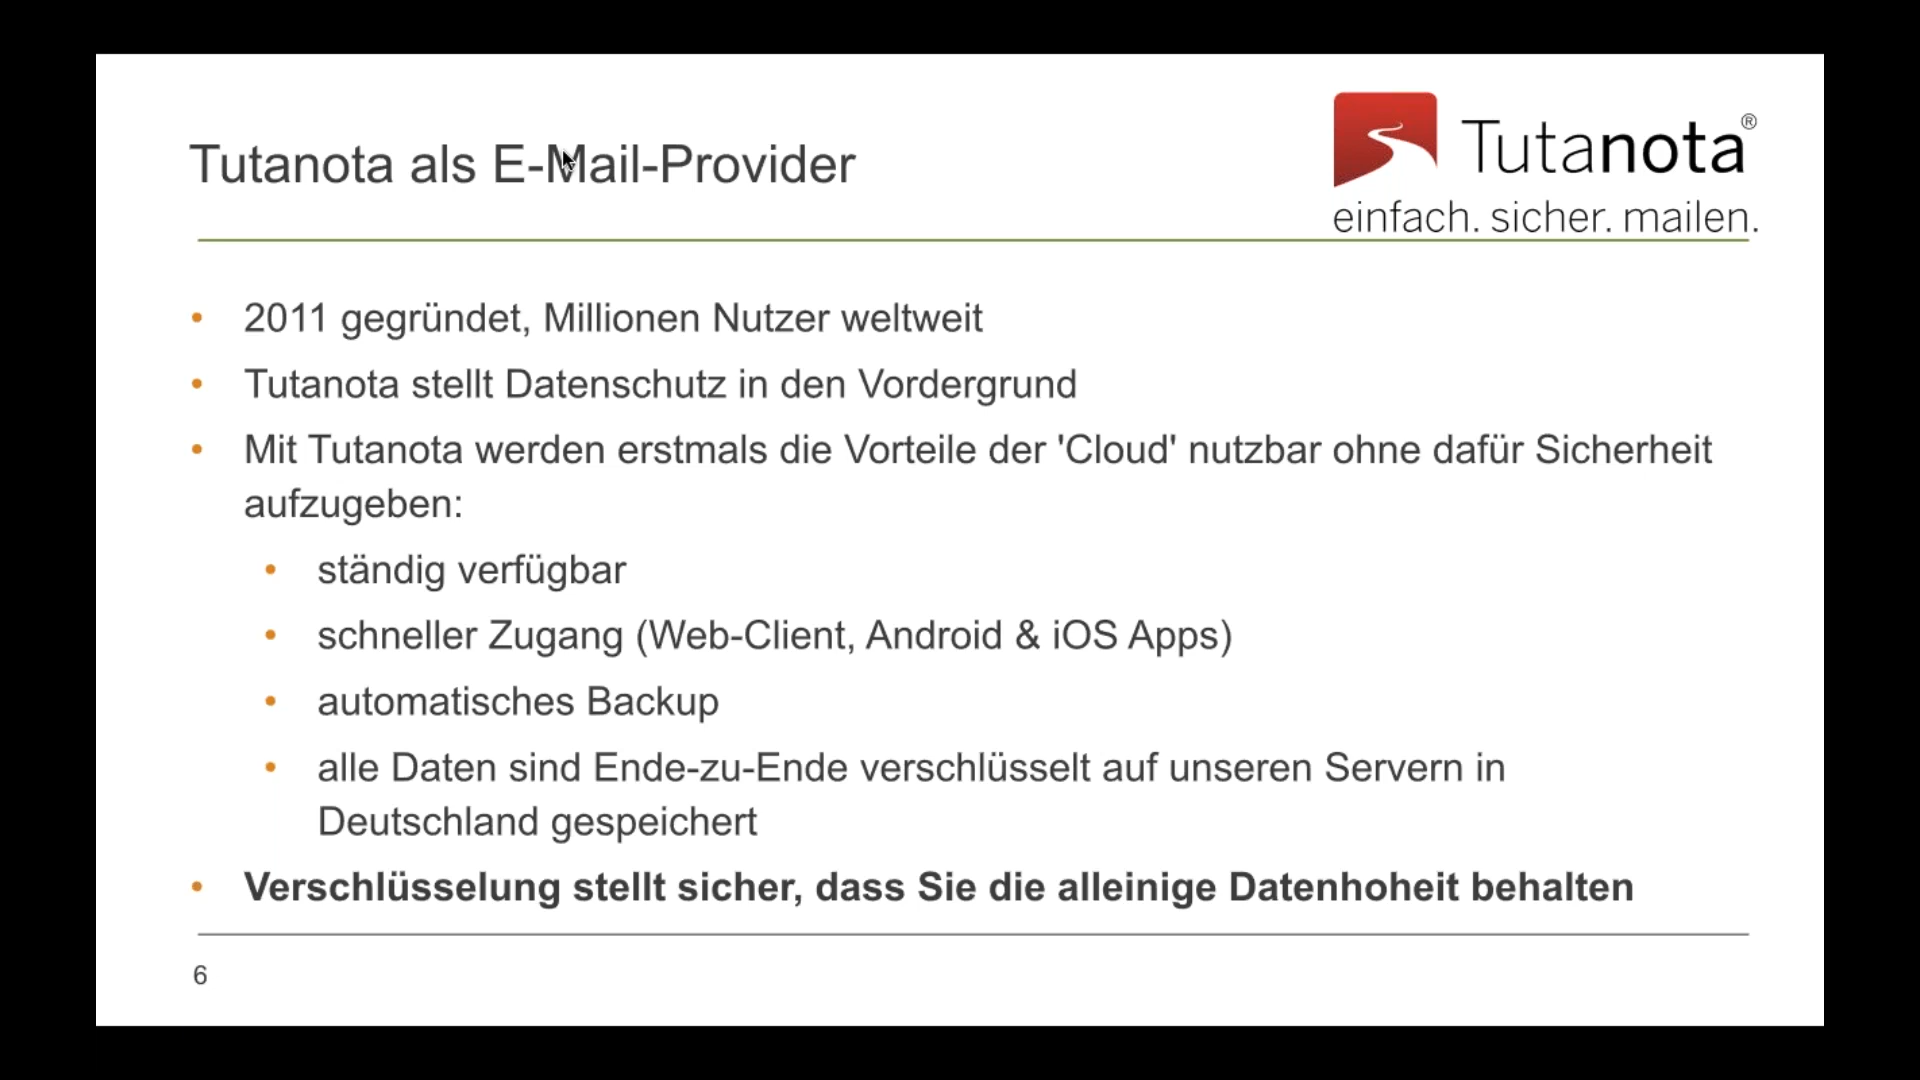 Tutanota als E-Mail-Provider
Tutanota®
einfach. sicher. mailen.
• 2011 gegründet, Millionen Nutzer weltweit
• Tutanota stellt Datenschutz in den Vordergrund
• Mit Tutanota werden erstmals die Vorteile der 'Cloud' nutzbar ohne dafür Sicherheit
aufzugeben:
• ständig verfügbar
• schneller Zugang (Web-Client, Android & iOS Apps)
• automatisches Backup
• alle Daten sind Ende-zu-Ende verschlüsselt auf unseren Servern in
Deutschland gespeichert
• Verschlüsselung stellt sicher, dass Sie die alleinige Datenhoheit behalten
6